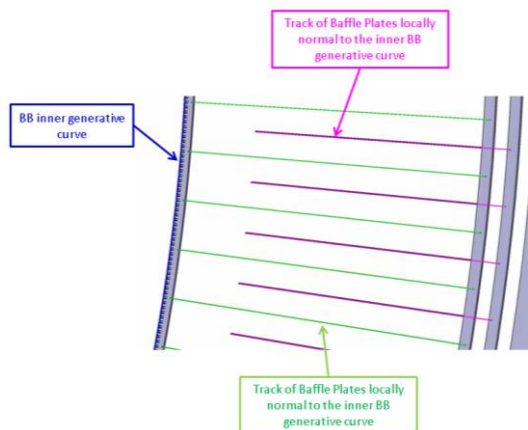 Track of Baffle Plates locally
normal to the inner BB
generative curve
BB inner generative
curve
Track of Baffle Plates locally
normal to the inner BB
generative curve